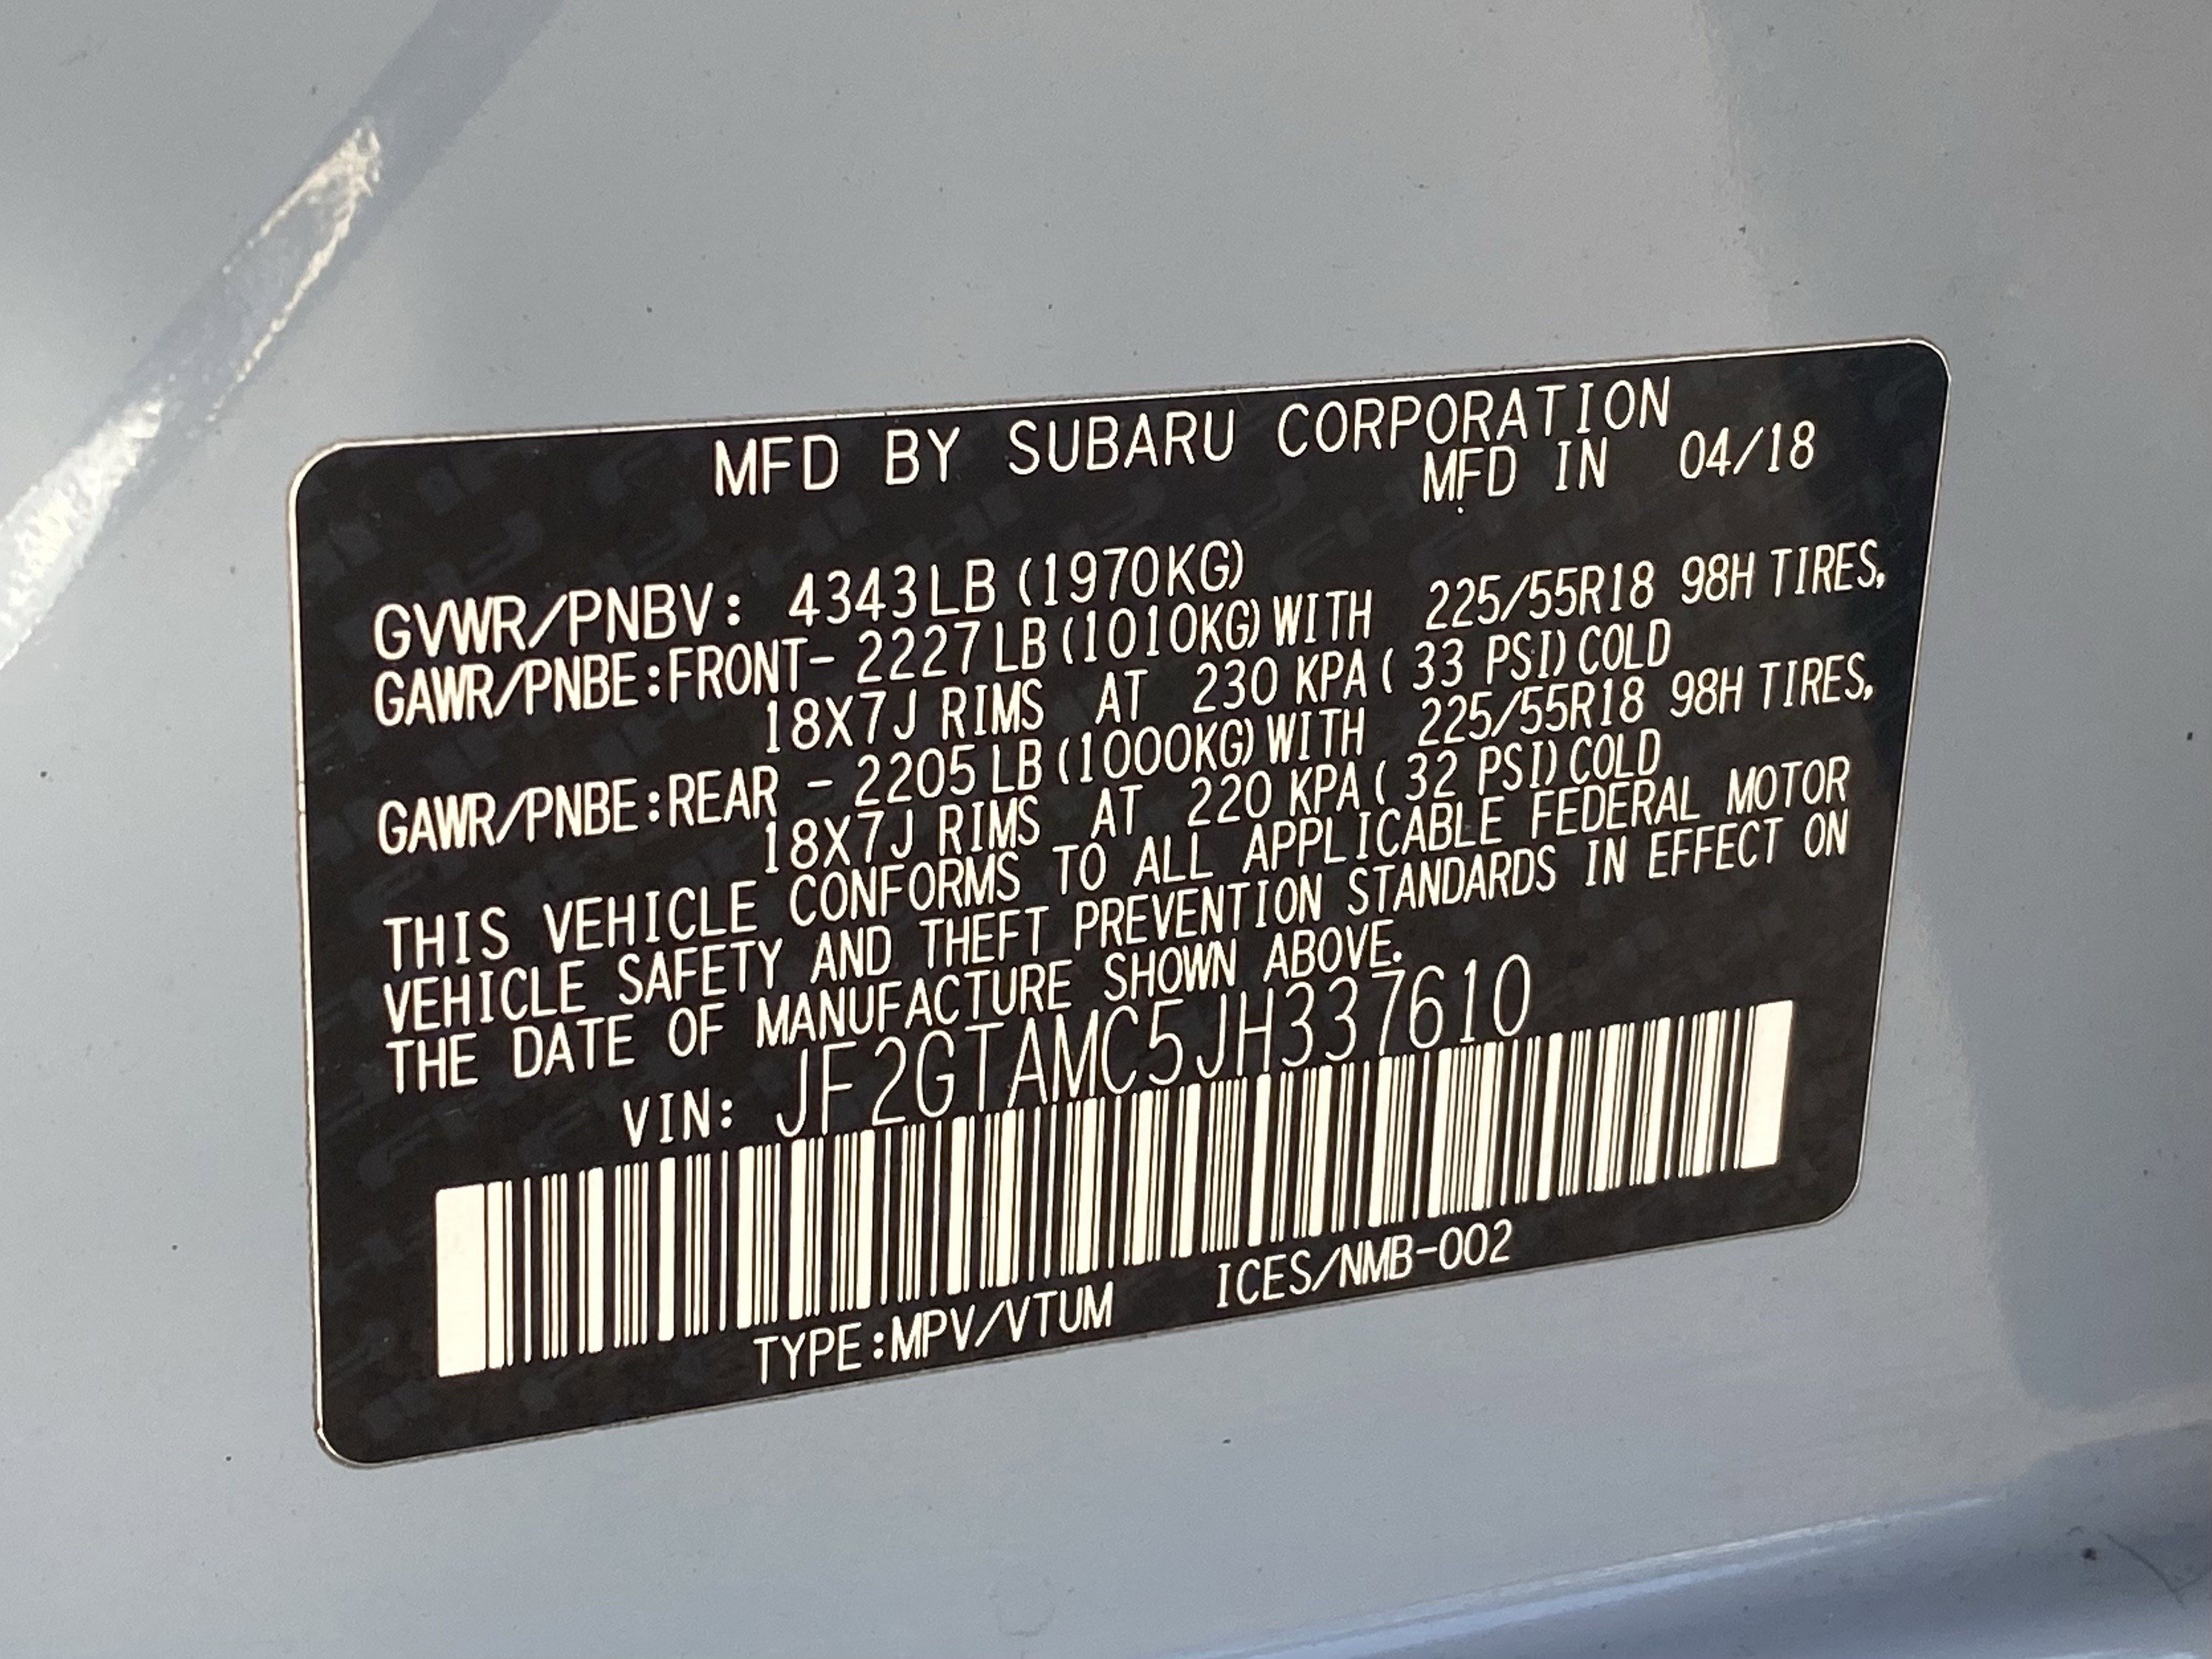 MFD BY SUBARU CORPORATION
MFD IN 04/18
GVWR/PNBV: 4343LB (1970KG)
GAWR/PNBE:FRONT- 2227LB (1010KG) WITH 225/55R18 98H TIRES,
18X7J RIMS AT 230 KPA ( 33 PSI) COLD
GAWR/PNBE:REAR - 2205LB (1000KG) WITH 225/55R18 98H TIRES,
18X7J RIMS AT 220 KPA ( 32 PSI) COLD
THIS VEHICLE CONFORMS TO ALL APPLICABLE FEDERAL MOTOR
VEHICLE SAFETY AND THEFT PREVENTION STANDARDS IN EFFECT ON
THE DATE OF MANUFACTURE SHOWN ABOVE.
VIN: JF2GTAMC5JH337610
TYPE:MPV/VTUM ICES/NMB-002